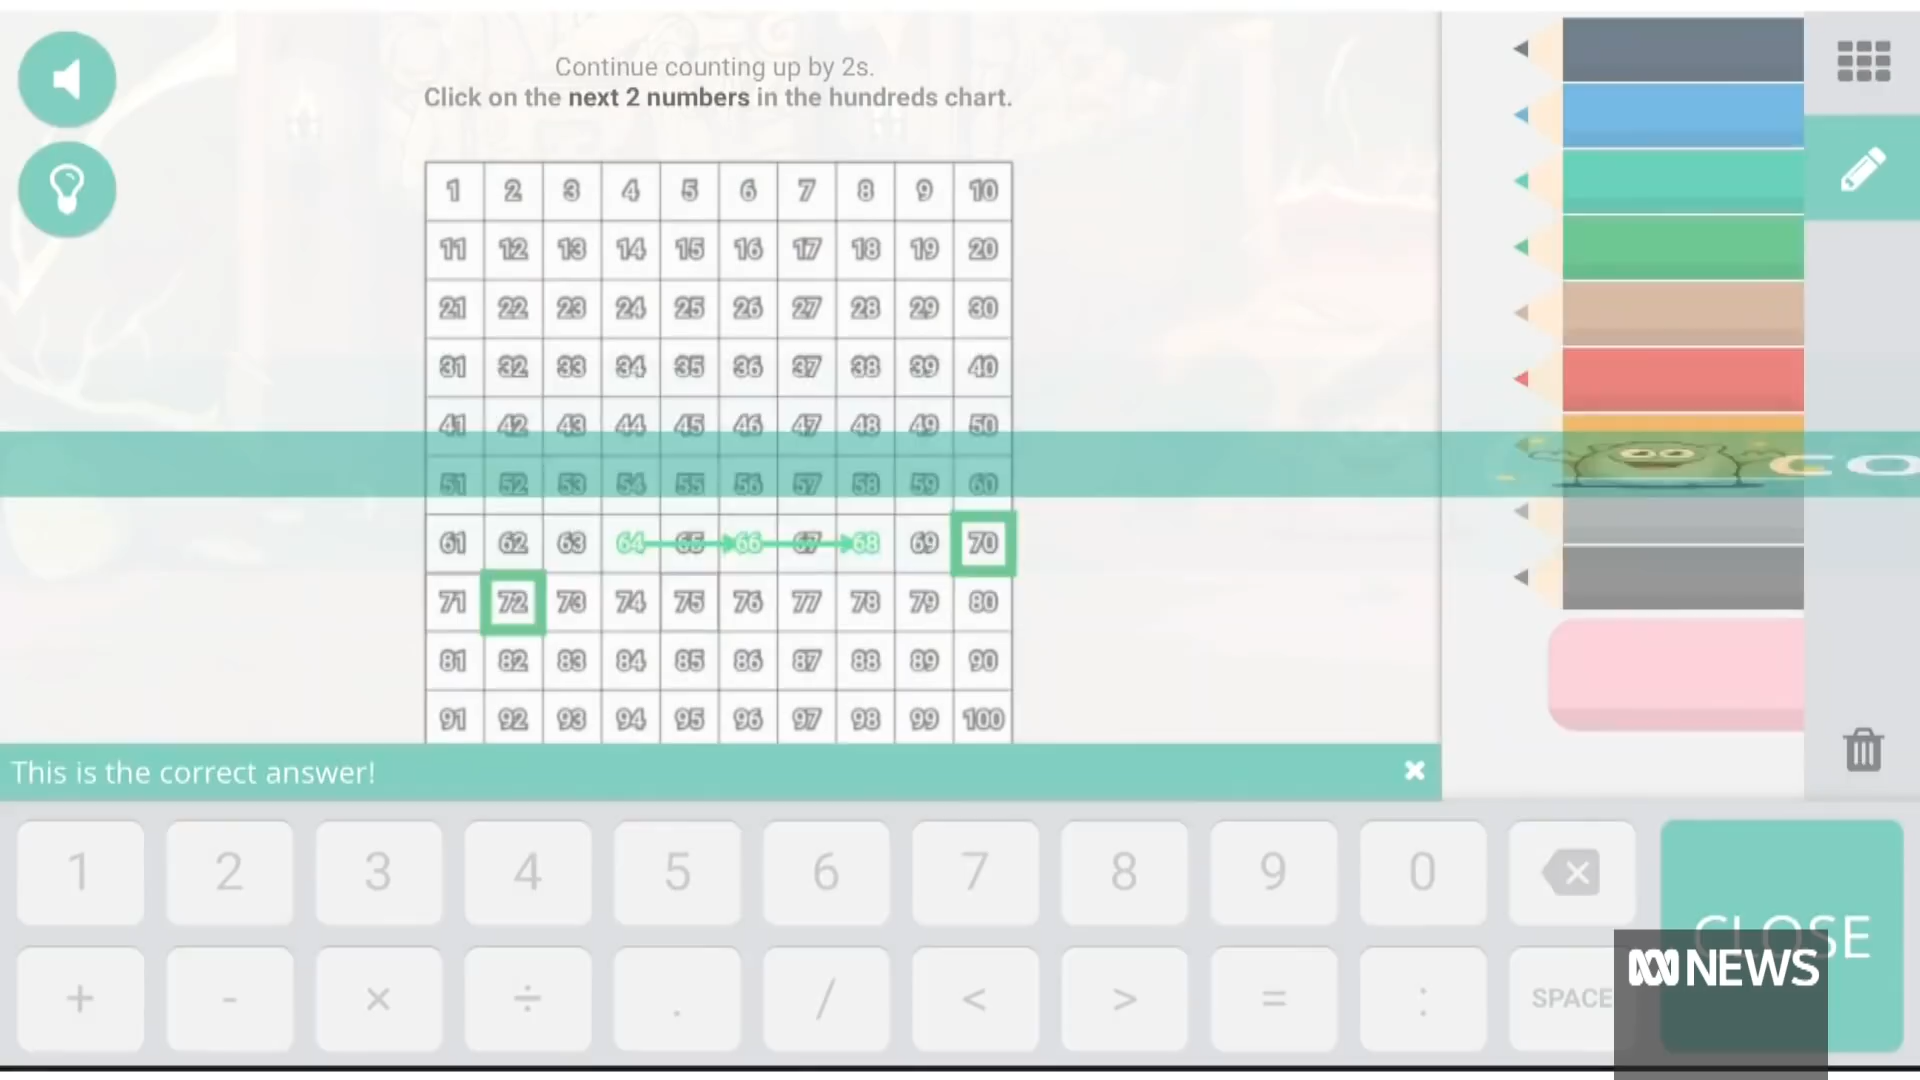 Continue counting up by 2s.
Click on the next 2 numbers in the hundreds chart.
1 2 3 4 5 6 7 8 9 10
11 12 13 14 15 16 17 18 19 20
21 22 23 24 25 26 27 28 29 30
31 32 33 34 35 36 37 38 39 40
41 42 43 44 45 46 47 48 49 50
51 52 53 54 55 56 57 58 59 60
CO
61 62 63 64 65 66 67 68 69 70
71 72 73 74 75 76 77 78 79 80
81 82 83 84 85 86 87 88 89 90
91 92 93 94 95 96 97 98 99 100
This is the correct answer!
1 2 3 4 5 6 7 8 9 0
CLOSE
+ - × ÷ . / < > = : SPACE
NEWS